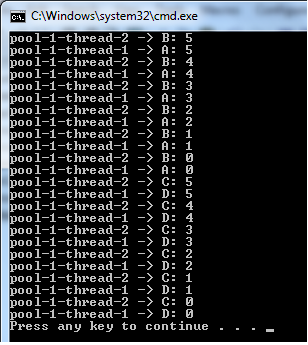 C:\Windows\system32\cmd.exe
pool-1-thread-2 -> B: 5
pool-1-thread-1 -> A: 5
pool-1-thread-2 -> B: 4
pool-1-thread-1 -> A: 4
pool-1-thread-2 -> B: 3
pool-1-thread-1 -> A: 3
pool-1-thread-2 -> B: 2
pool-1-thread-1 -> A: 2
pool-1-thread-2 -> B: 1
pool-1-thread-1 -> A: 1
pool-1-thread-2 -> B: 0
pool-1-thread-1 -> A: 0
pool-1-thread-2 -> C: 5
pool-1-thread-1 -> D: 5
pool-1-thread-2 -> C: 4
pool-1-thread-1 -> D: 4
pool-1-thread-2 -> C: 3
pool-1-thread-1 -> D: 3
pool-1-thread-2 -> C: 2
pool-1-thread-1 -> D: 2
pool-1-thread-2 -> C: 1
pool-1-thread-1 -> D: 1
pool-1-thread-2 -> C: 0
pool-1-thread-1 -> D: 0
Press any key to continue . . . _